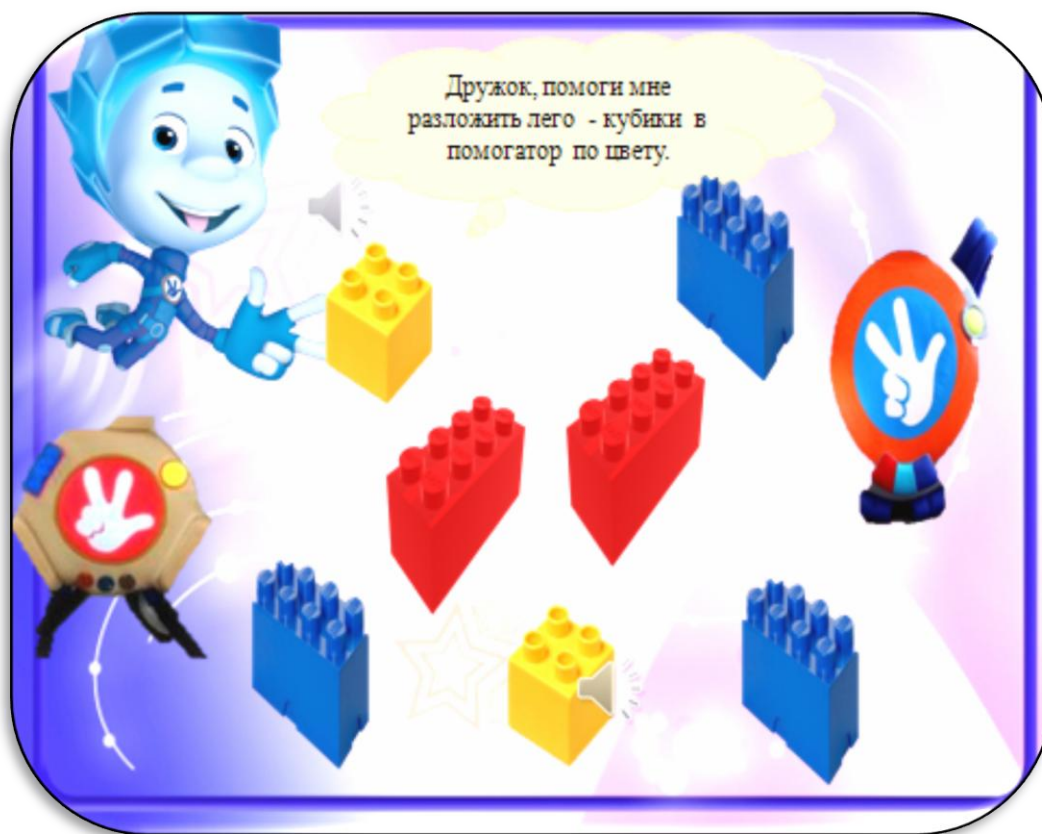 Дружок, помоги мне
разложить лего - кубики в
помогатор по цвету.